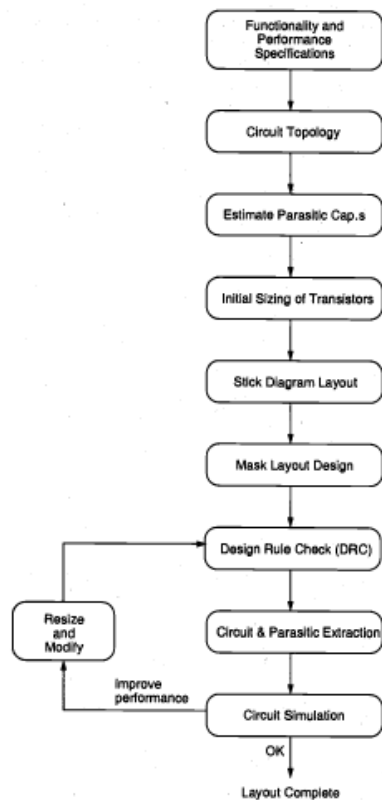 Functionality and
Performance
Specifications
Circuit Topology
Estimate Parasitic Cap.s
Initial Sizing of Transistors
Stick Diagram Layout
Mask Layout Design
Design Rule Check (DRC)
Resize
and
Modify
Circuit & Parasitic Extraction
Improve
performance
Circuit Simulation
OK
Layout Complete